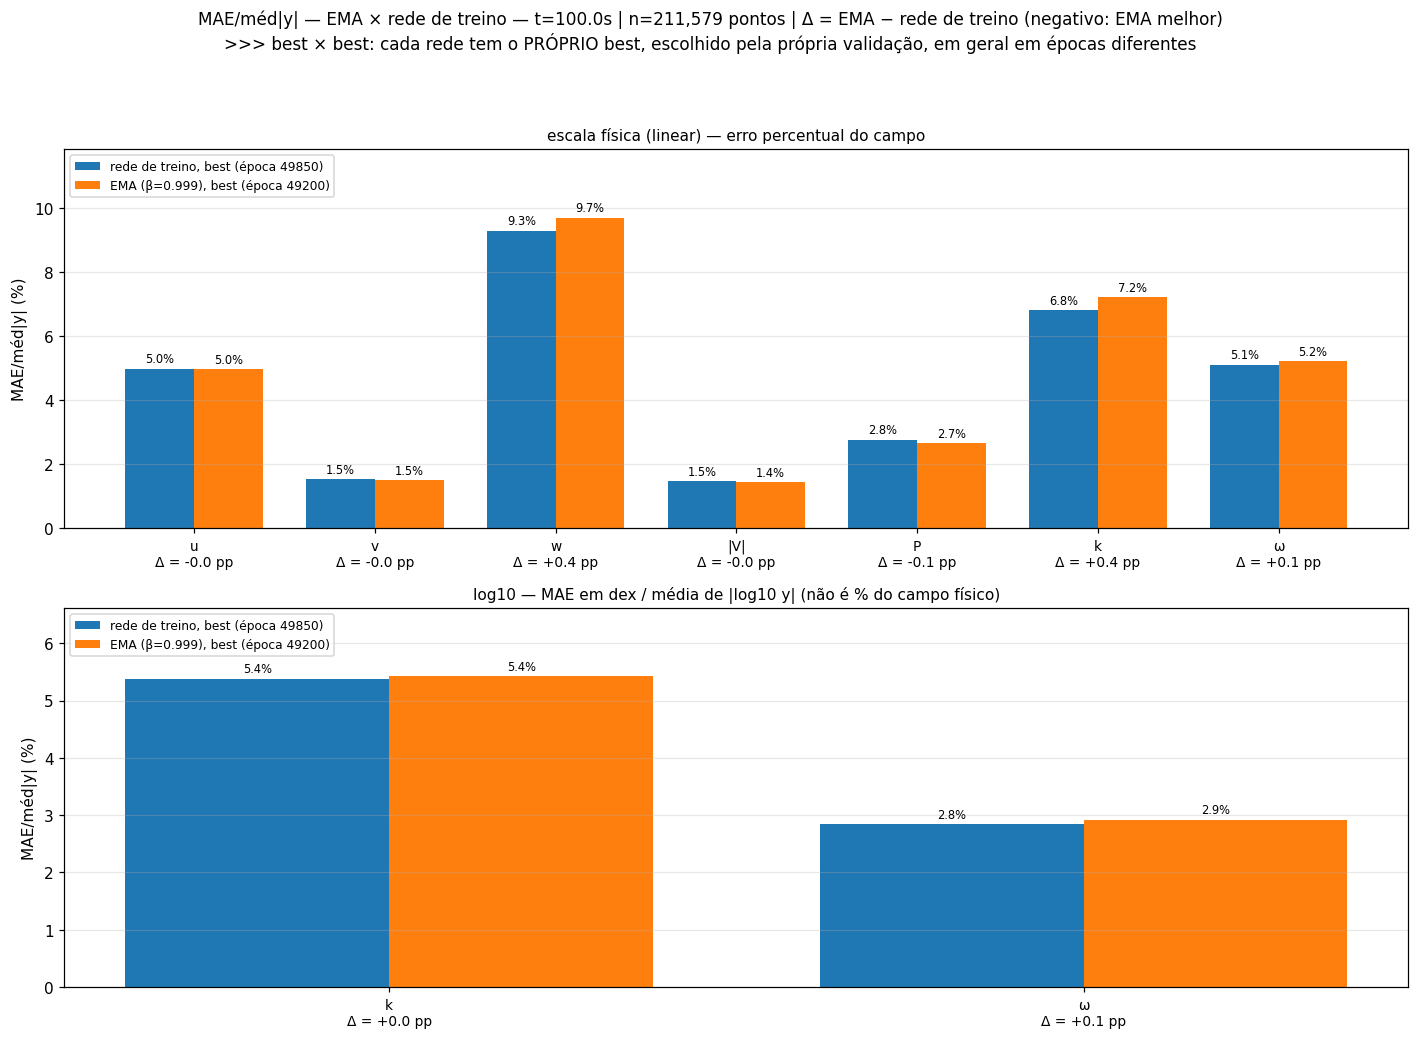 MAE/méd|y| — EMA × rede de treino — t=100.0s | n=211,579 pontos | Δ = EMA − rede de treino (negativo: EMA melhor)
>>> best × best: cada rede tem o PRÓPRIO best, escolhido pela própria validação, em geral em épocas diferentes
escala física (linear) — erro percentual do campo
rede de treino, best (época 49850)
EMA (β=0.999), best (época 49200)
MAE/méd|y| (%)
10
8
6
4
2
0
5.0%
5.0%
1.5%
1.5%
9.3%
9.7%
1.5%
1.4%
2.8%
2.7%
6.8%
7.2%
5.1%
5.2%
u
Δ = -0.0 pp
v
Δ = -0.0 pp
w
Δ = +0.4 pp
|V|
Δ = -0.0 pp
P
Δ = -0.1 pp
k
Δ = +0.4 pp
ω
Δ = +0.1 pp
log10 — MAE em dex / média de |log10 y| (não é % do campo físico)
rede de treino, best (época 49850)
EMA (β=0.999), best (época 49200)
MAE/méd|y| (%)
6
5
4
3
2
1
0
5.4%
5.4%
2.8%
2.9%
k
Δ = +0.0 pp
ω
Δ = +0.1 pp